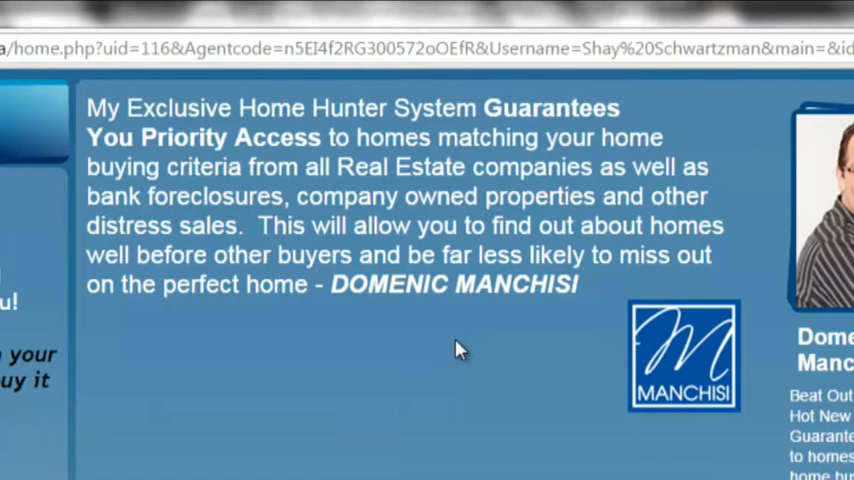 a/home.php?uid=116&Agentcode=n5EI4f2RG300572oOEfR&Username=Shay%20Schwartzman&main=&id
My Exclusive Home Hunter System Guarantees
You Priority Access to homes matching your home
buying criteria from all Real Estate companies as well as
bank foreclosures, company owned properties and other
distress sales.  This will allow you to find out about homes
well before other buyers and be far less likely to miss out
on the perfect home - DOMENIC MANCHISI
u!
your
uy it
M
MANCHISI
Dome
Manc
Beat Out
Hot New
Guarante
to homes
home bu